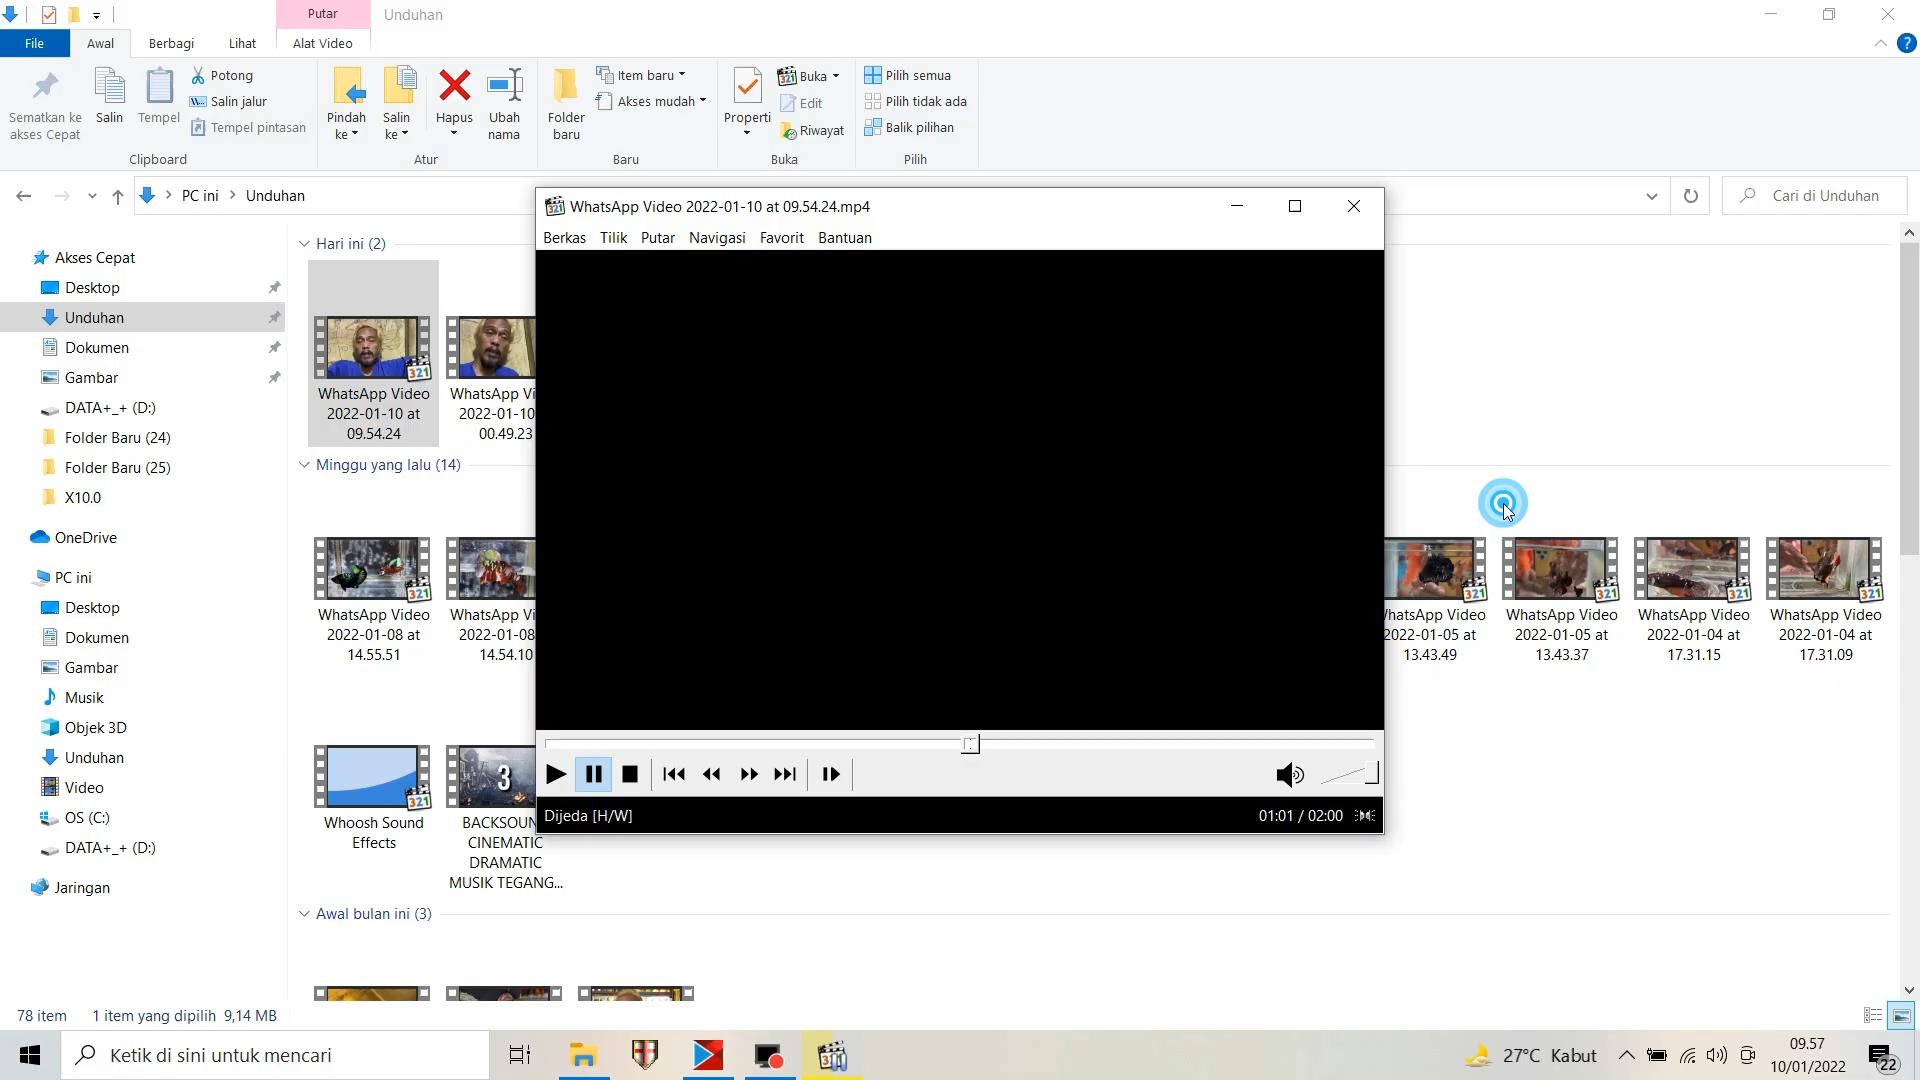 Putar
Unduhan
File
Awal
Berbagi
Lihat
Alat Video
?
Sematkan ke
akses Cepat
Salin
Tempel
Potong
Salin jalur
Tempel pintasan
Clipboard
Pindah
ke
Salin
ke
Hapus
Ubah
nama
Atur
Folder
baru
Item baru
Akses mudah
Baru
Properti
Buka
Edit
Riwayat
Buka
Pilih semua
Pilih tidak ada
Balik pilihan
Pilih
PC ini
Unduhan
Cari di Unduhan
Akses Cepat
Desktop
Unduhan
Dokumen
Gambar
DATA+_+ (D:)
Folder Baru (24)
Folder Baru (25)
X10.0
OneDrive
PC ini
Desktop
Dokumen
Gambar
Musik
Objek 3D
Unduhan
Video
OS (C:)
DATA+_+ (D:)
Jaringan
Hari ini (2)
WhatsApp Video
2022-01-10 at
09.54.24
WhatsApp Vi
2022-01-10
00.49.23
Minggu yang lalu (14)
WhatsApp Video
2022-01-08 at
14.55.51
WhatsApp Vi
2022-01-08
14.54.10
hatsApp Video
2022-01-05 at
13.43.49
WhatsApp Video
2022-01-05 at
13.43.37
WhatsApp Video
2022-01-04 at
17.31.15
WhatsApp Video
2022-01-04 at
17.31.09
Whoosh Sound
Effects
3
BACKSOUN
CINEMATIC
DRAMATIC
MUSIK TEGANG...
Awal bulan ini (3)
WhatsApp Video 2022-01-10 at 09.54.24.mp4
Berkas
Tilik
Putar
Navigasi
Favorit
Bantuan
Dijeda [H/W]
01:01 / 02:00
78 item
1 item yang dipilih 9,14 MB
Ketik di sini untuk mencari
27°C Kabut
09.57
10/01/2022
22